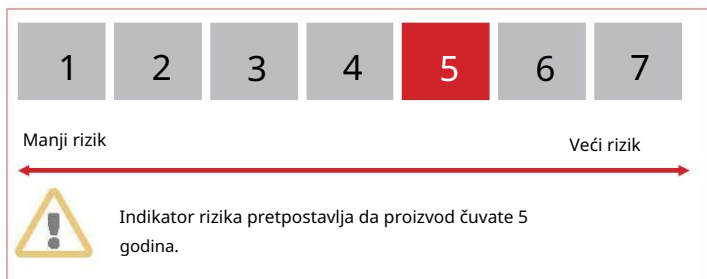 1 2 3 4 5 6 7
Manji rizik Veći rizik
Indikator rizika pretpostavlja da proizvod čuvate 5
godina.